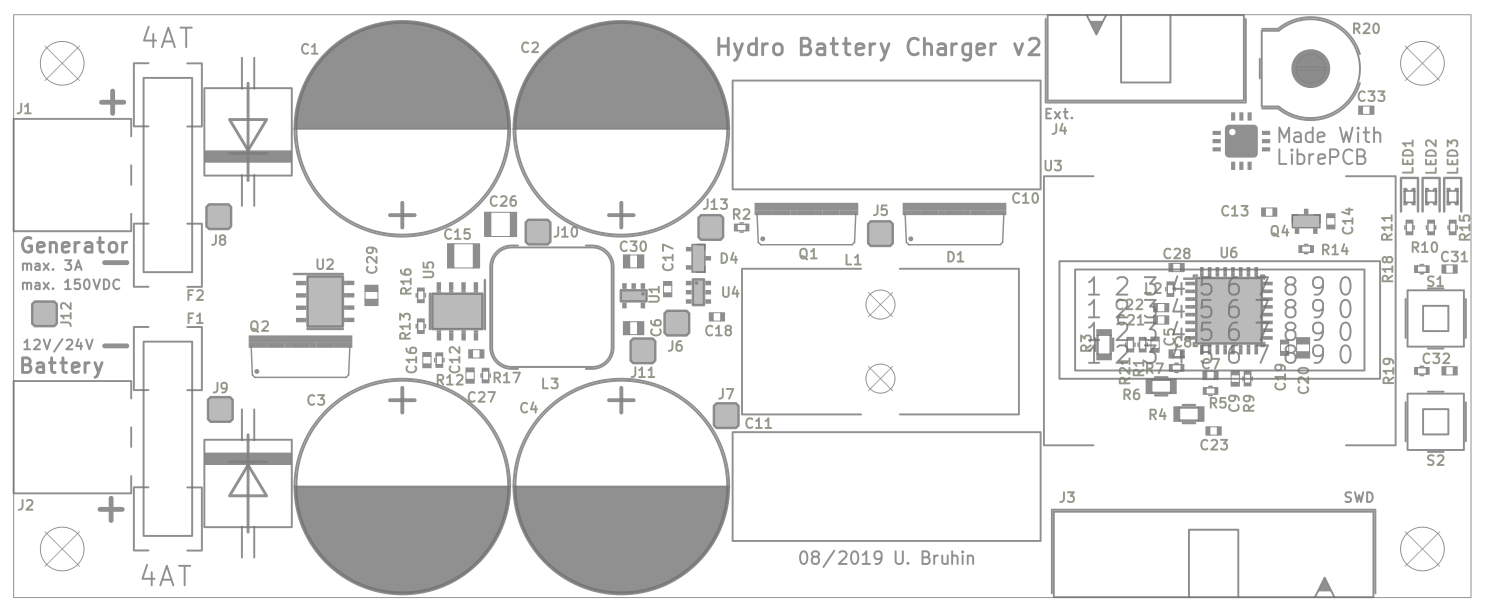 4AT
C1
C2
Hydro Battery Charger v2
R20
J1
C33
Ext.
J4
Made With
LibrePCB
U3
LED1
LED2
LED3
J8
C26
J10
J13
R2
J5
C10
C13
Q4
C14
R11
R10
R15
Generator
max. 3A
max. 150VDC
F2
J12
U2
C29
C15
U5
R16
C30
C17
D4
Q1
L1
D1
C28
U6
R14
R18
C31
S1
1 2 3 4 5 6 7 8 9 0
1 2 3 4 5 6 7 8 9 0
1 2 3 4 5 6 7 8 9 0
1 2 3 4 5 6 7 8 9 0
L2
C22
C21
U1
U4
F1
Q2
R13
C6
C18
J6
R3
C5
C8
12V/24V
Battery
C16
C12
R12
R17
L3
J11
R21
R1
R7
C7
C19
C20
R19
C32
J9
C3
C27
C4
J7
C11
R6
R5
C9
R9
R4
C23
S2
J2
J3
SWD
08/2019 U. Bruhin
4AT